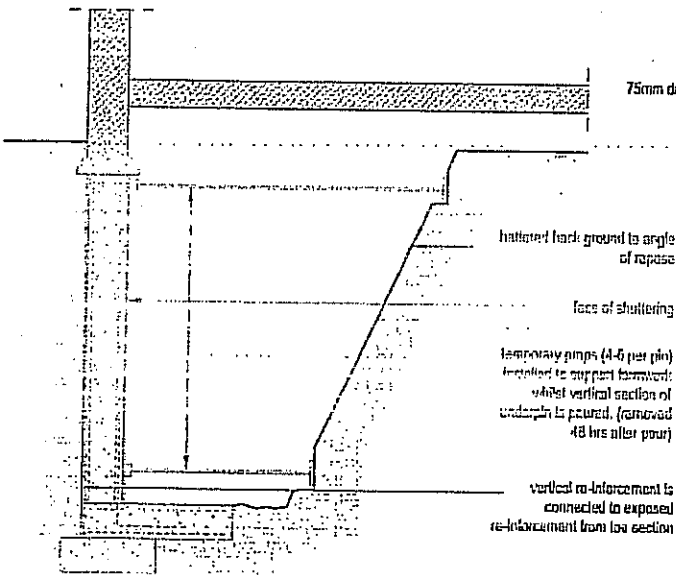 75mm d
battered back ground to angle
of repose
face of shuttering
temporary props (4-6 per pin)
installed to support formwork
whilst vertical section of
underpin is poured. (removed
48 hrs after pour)
vertical re-inforcement is
connected to exposed
re-inforcement from toe section